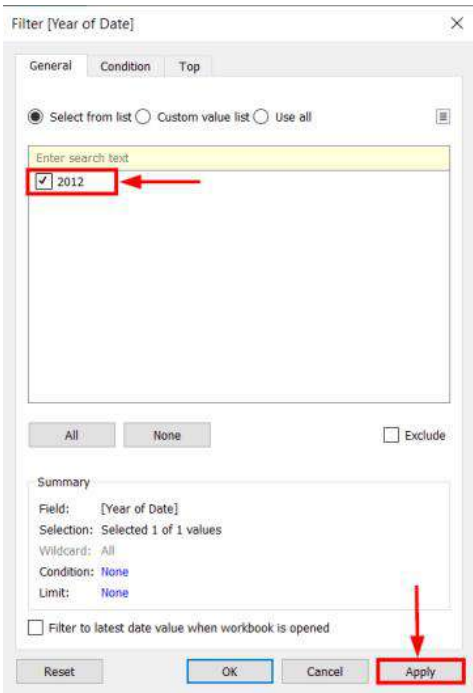 Filter [Year of Date]
General Condition Top
Select from list Custom value list Use all
Enter search text
2012
All None Exclude
Summary
Field: [Year of Date]
Selection: Selected 1 of 1 values
Wildcard: All
Condition: None
Limit: None
Filter to latest date value when workbook is opened
Reset OK Cancel Apply